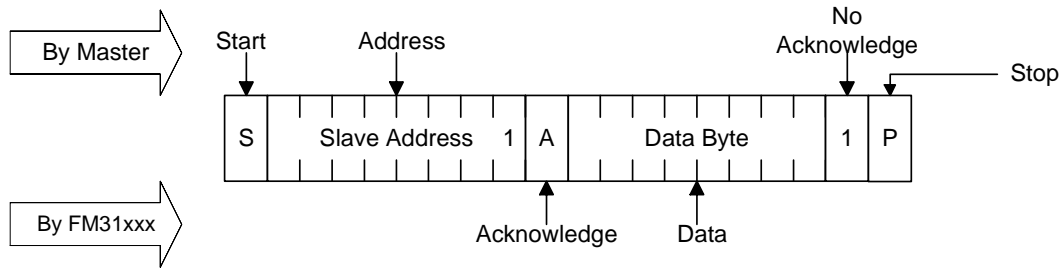 By Master
Start
Address
No
Acknowledge
Stop
S
Slave Address
1
A
Data Byte
1
P
By FM31xxx
Acknowledge
Data